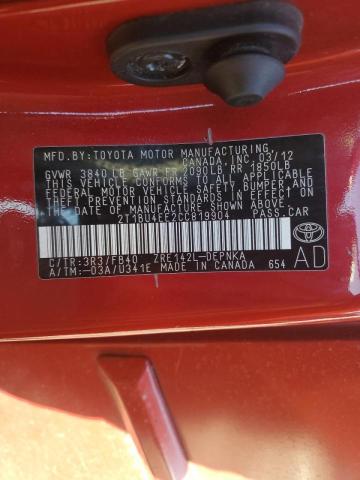 MFD.BY:TOYOTA MOTOR MANUFACTURING,
CANADA, INC. 03/12
GVWR 3840 LB GAWR FR 2090LB RR 1950LB
THIS VEHICLE CONFORMS TO ALL APPLICABLE
FEDERAL MOTOR VEHICLE SAFETY, BUMPER AND
THEFT PREVENTION STANDARDS IN EFFECT ON
THE DATE OF MANUFACTURE SHOWN ABOVE.
2T1BU4EE2CC819904 PASS.CAR
C/TR:3R3/FB40 ZRE142L-DEPNKA
A/TM:-03A/U341E MADE IN CANADA 654
AD